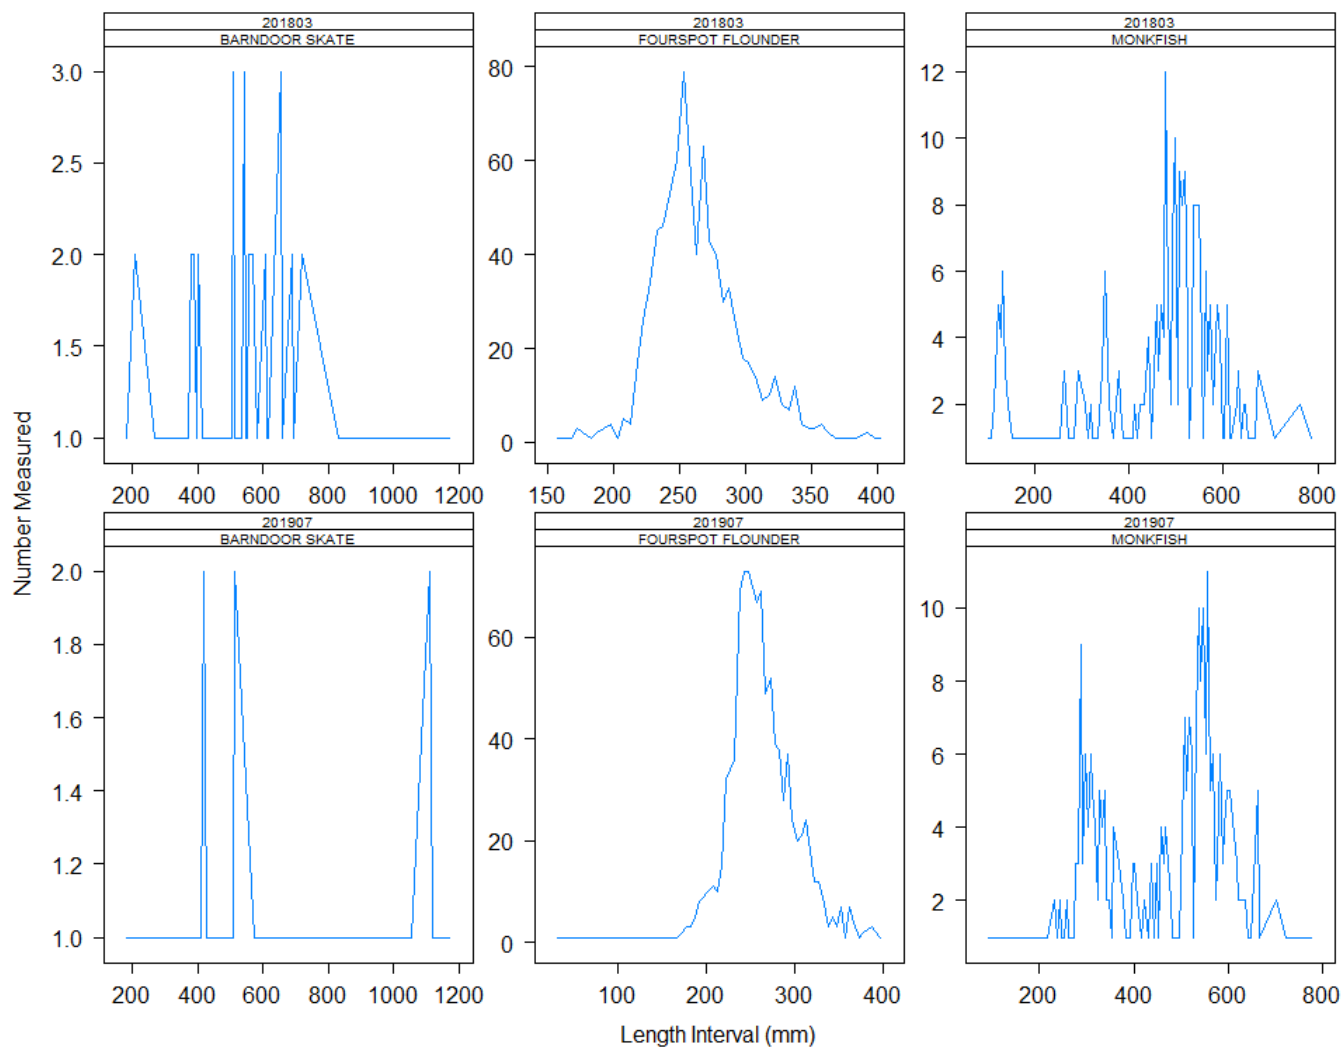 201803
BARNDOOR SKATE
201803
FOURSPOT FLOUNDER
201803
MONKFISH
3.0
2.5
2.0
1.5
1.0
80
60
40
20
0
12
10
8
6
4
2
200 400 600 800 1000 1200
150 200 250 300 350 400
200 400 600 800
Number Measured
201907
BARNDOOR SKATE
201907
FOURSPOT FLOUNDER
201907
MONKFISH
2.0
1.8
1.6
1.4
1.2
1.0
60
40
20
0
10
8
6
4
2
200 400 600 800 1000 1200
100 200 300 400
200 400 600 800
Length Interval (mm)